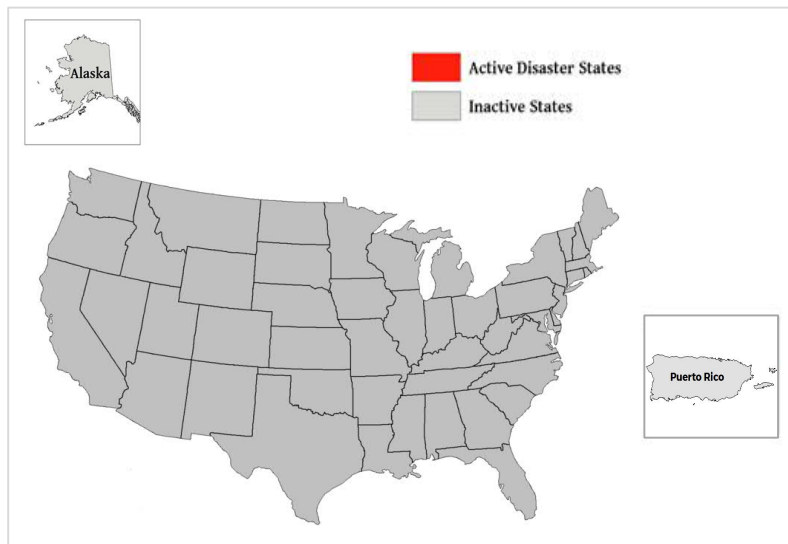 Alaska
Active Disaster States
Inactive States
Puerto Rico